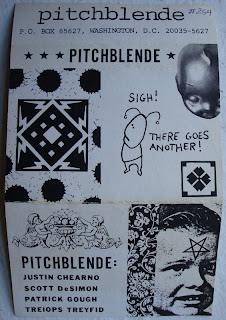 pitchblende #254
P.O. BOX 65627, WASHINGTON, D.C. 20035-5627
PITCHBLENDE
SIGH!
THERE GOES
ANOTHER!
PITCHBLENDE:
JUSTIN CHEARNO
SCOTT DeSIMON
PATRICK GOUGH
TREIOPS TREYFID